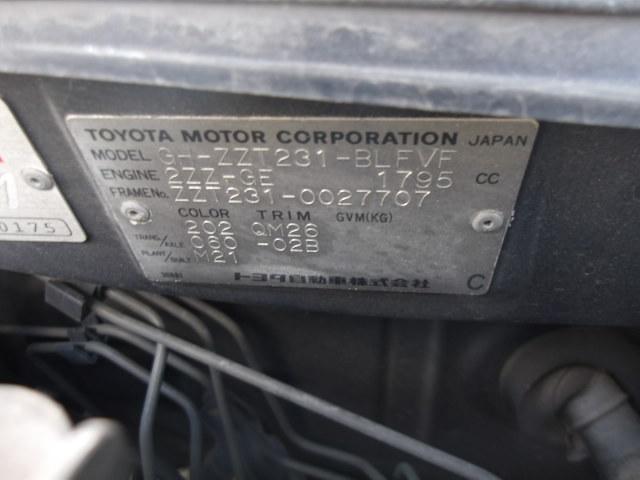 TOYOTA MOTOR CORPORATION JAPAN
MODEL GH-ZZT231-BLFVF
ENGINE 2ZZ-GE 1795 CC
FRAME No. ZZT231-0027707
COLOR TRIM GVM(KG)
202 QM26
TRANS/AXLE 060 -02B
PLANT/BUILT M21
トヨタ自動車株式会社 C
0175